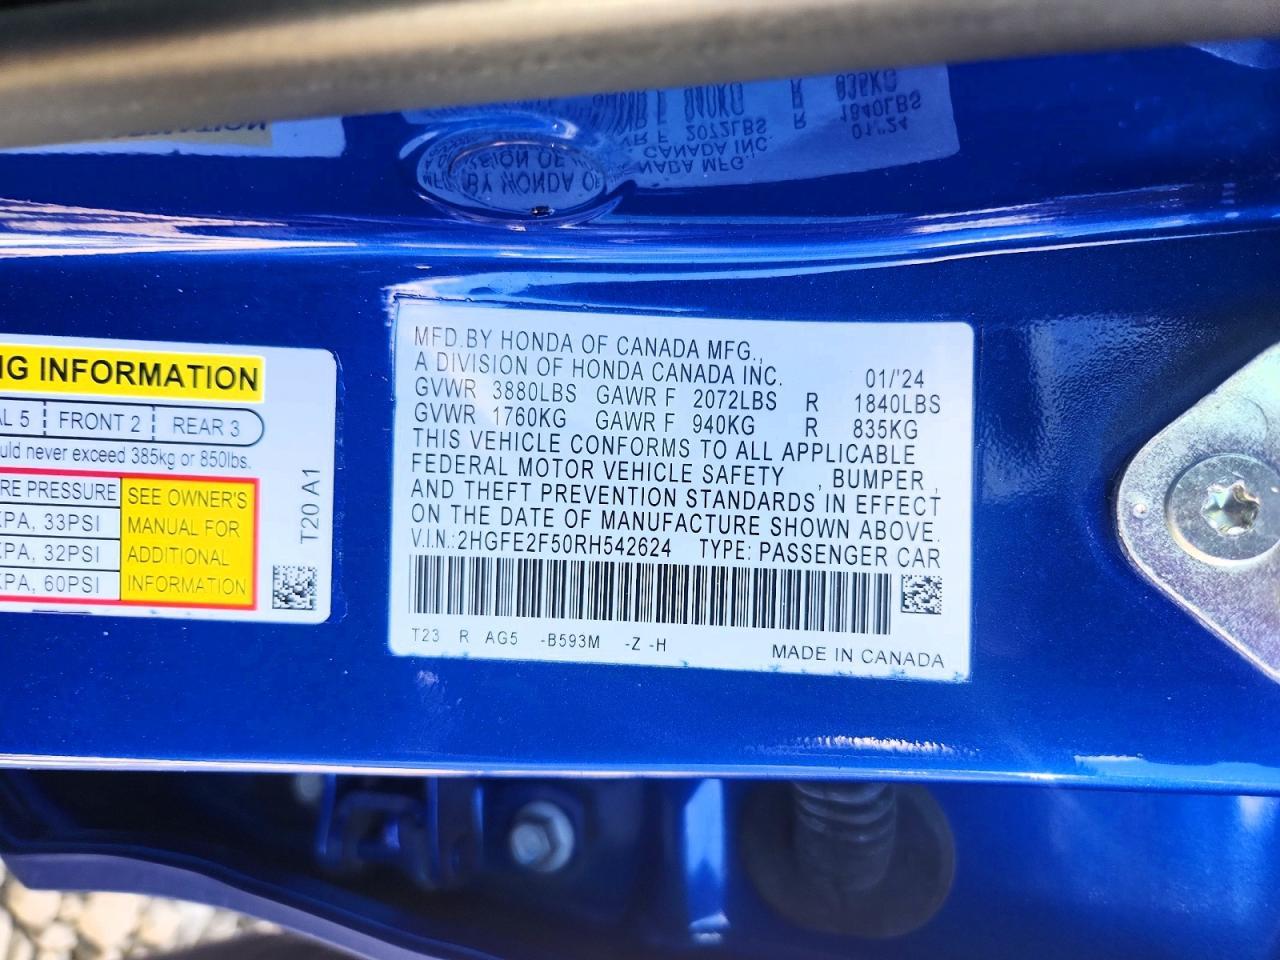 NG INFORMATION
AL 5 FRONT 2 REAR 3
ould never exceed 385kg or 850lbs.
RE PRESSURE
KPA, 33PSI
KPA, 32PSI
KPA, 60PSI
SEE OWNER'S
MANUAL FOR
ADDITIONAL
INFORMATION
T20 A1
MFD.BY HONDA OF CANADA MFG.,
A DIVISION OF HONDA CANADA INC. 01/'24
GVWR 3880LBS GAWR F 2072LBS R 1840LBS
GVWR 1760KG GAWR F 940KG R 835KG
THIS VEHICLE CONFORMS TO ALL APPLICABLE
FEDERAL MOTOR VEHICLE SAFETY , BUMPER ,
AND THEFT PREVENTION STANDARDS IN EFFECT
ON THE DATE OF MANUFACTURE SHOWN ABOVE.
V.I.N.:2HGFE2F50RH542624 TYPE: PASSENGER CAR
T23 R AG5 -B593M -Z -H MADE IN CANADA